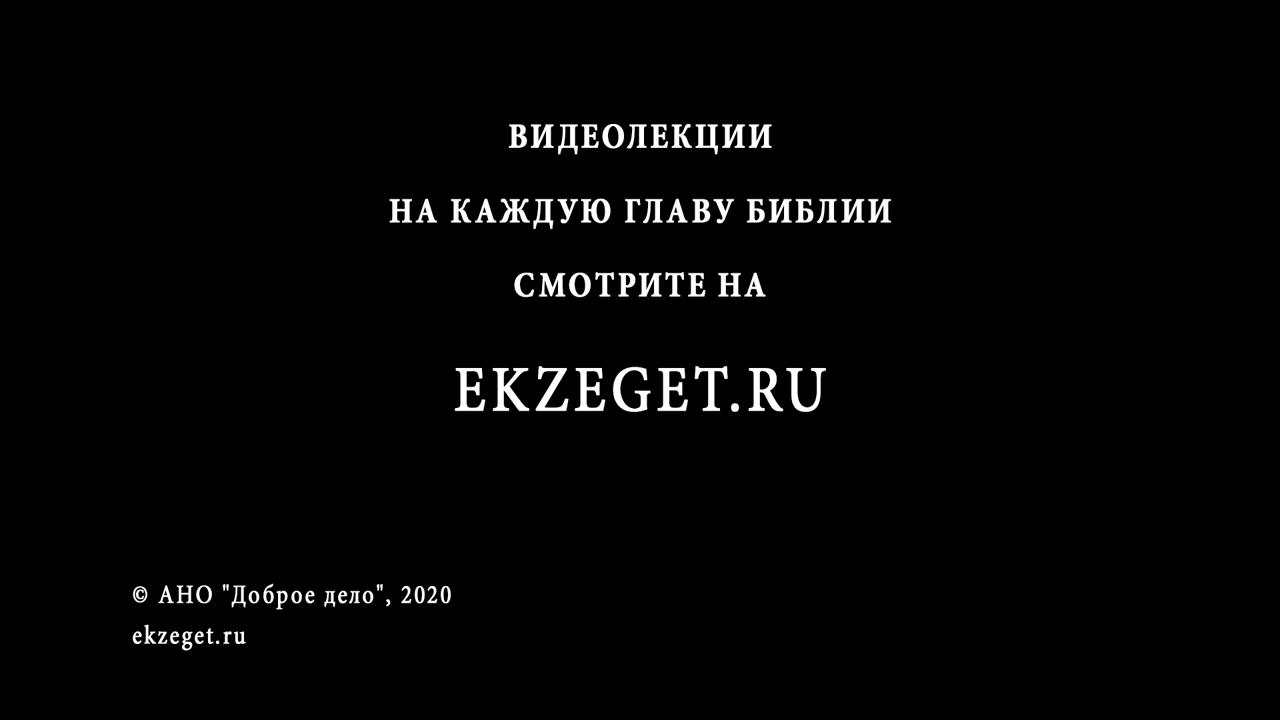 ВИДЕОЛЕКЦИИ
НА КАЖДУЮ ГЛАВУ БИБЛИИ
СМОТРИТЕ НА
EKZEGET.RU
© АНО "Доброе дело", 2020
ekzeget.ru